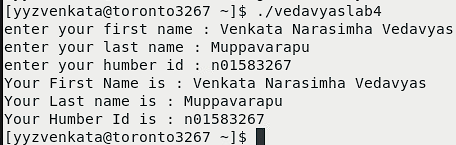 [yyzvenkata@toronto3267 ~]$ ./vedavyaslab4
enter your first name : Venkata Narasimha Vedavyas
enter your last name : Muppavarapu
enter your humber id : n01583267
Your First Name is : Venkata Narasimha Vedavyas
Your Last name is : Muppavarapu
Your Humber Id is : n01583267
[yyzvenkata@toronto3267 ~]$